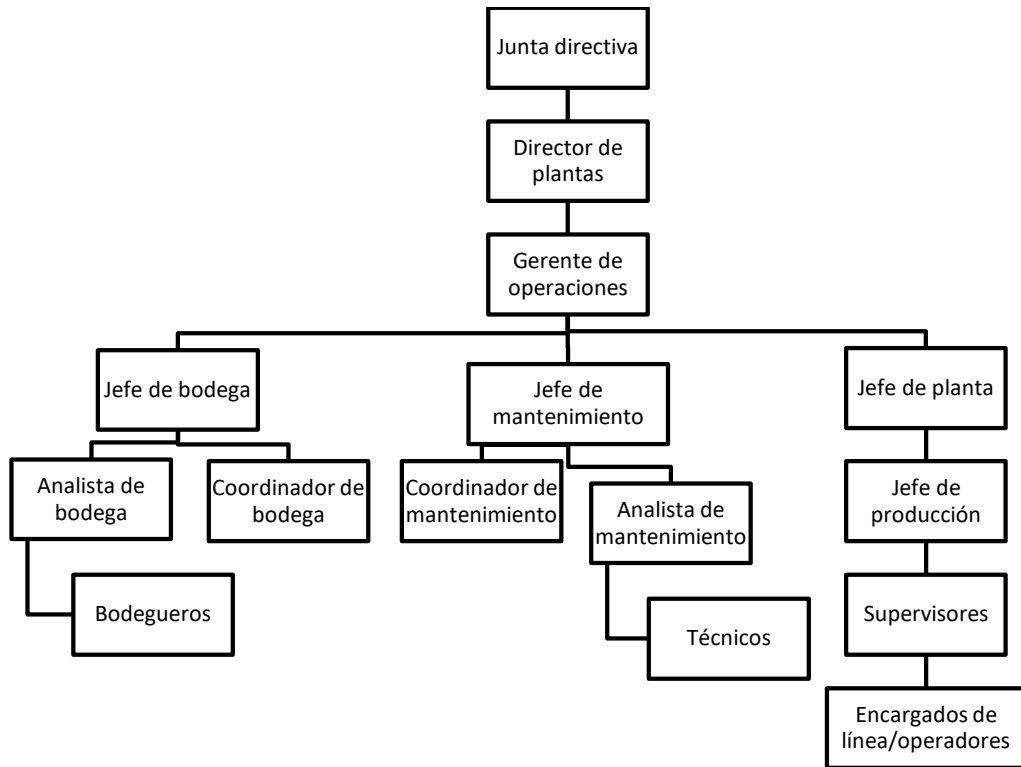 Junta directiva
Director de
plantas
Gerente de
operaciones
Jefe de bodega
Jefe de
mantenimiento
Jefe de planta
Analista de
bodega
Coordinador de
bodega
Coordinador de
mantenimiento
Analista de
mantenimiento
Jefe de
producción
Bodegueros
Técnicos
Supervisores
Encargados de
línea/operadores